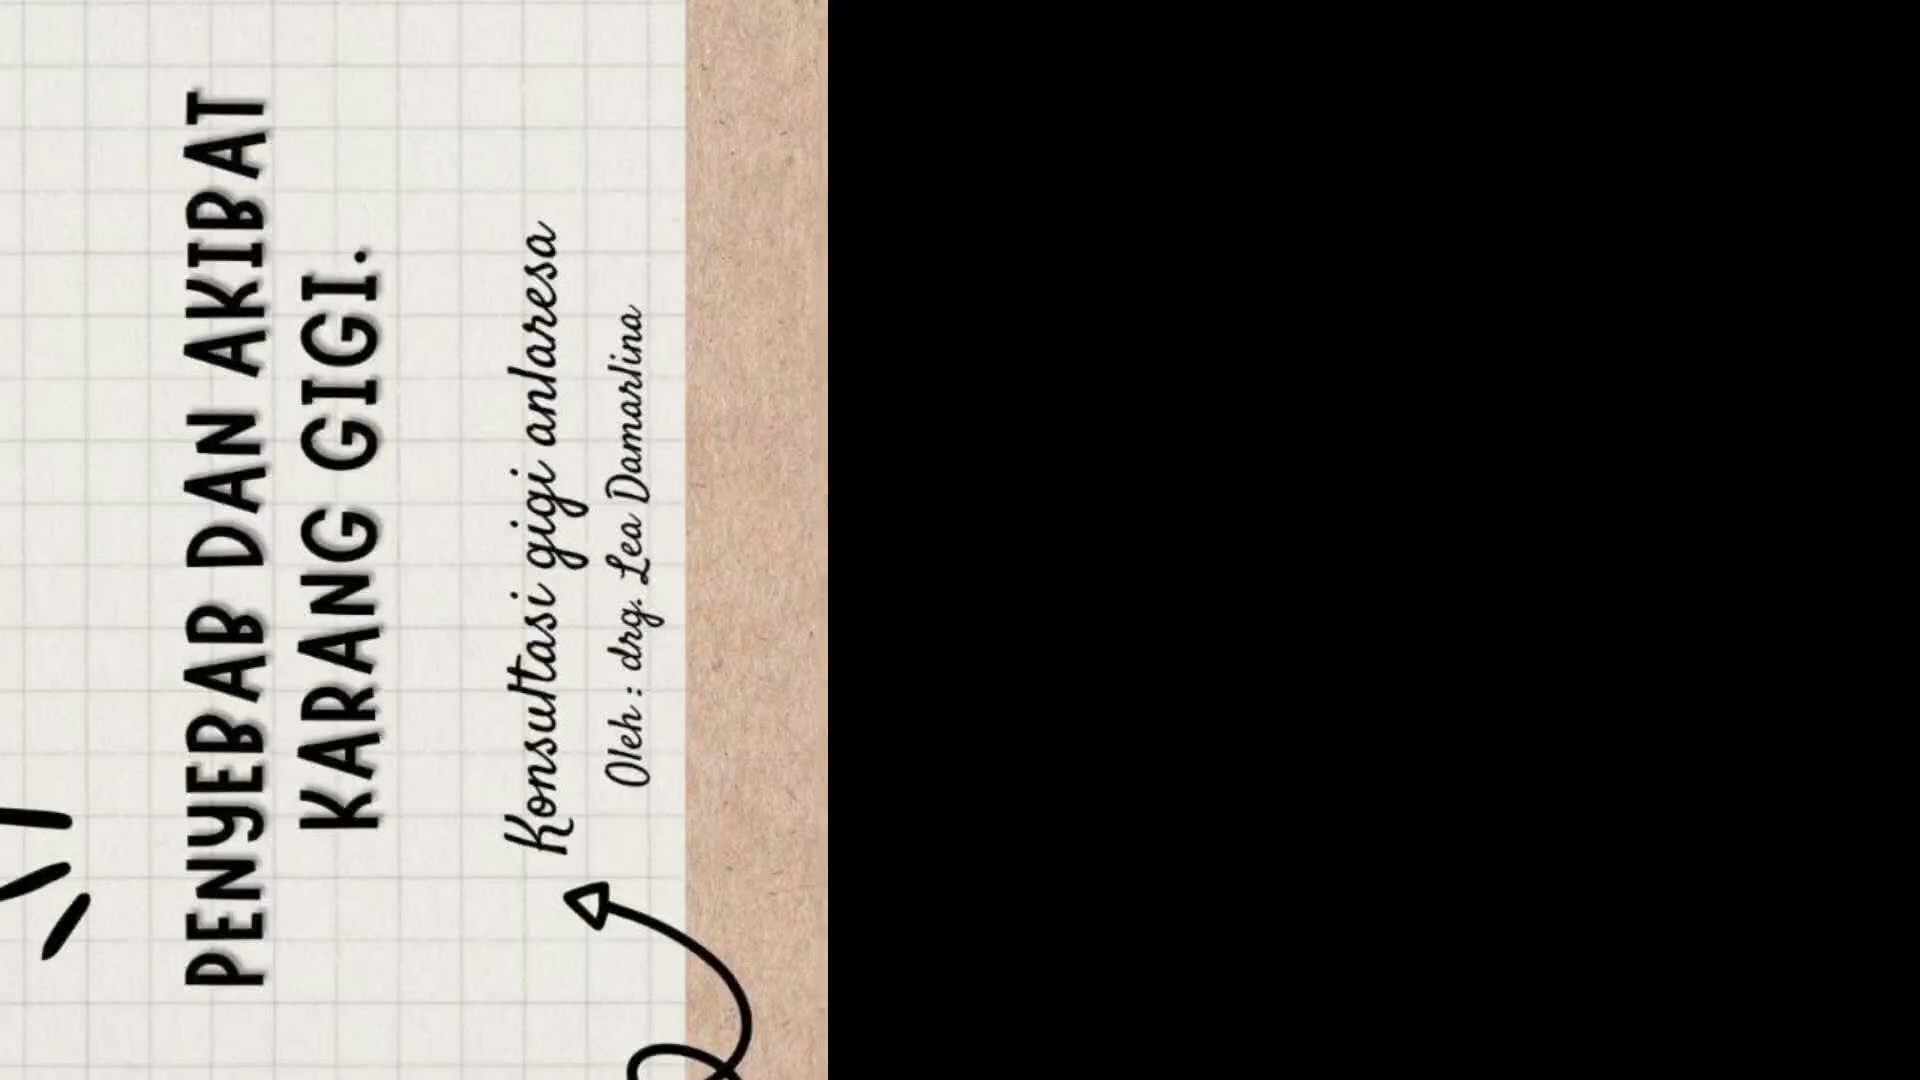 PENYEBAB DAN AKIBAT
KARANG GIGI.
Konsultasi gigi anlaresa
Oleh : drg. Lea Damarlina